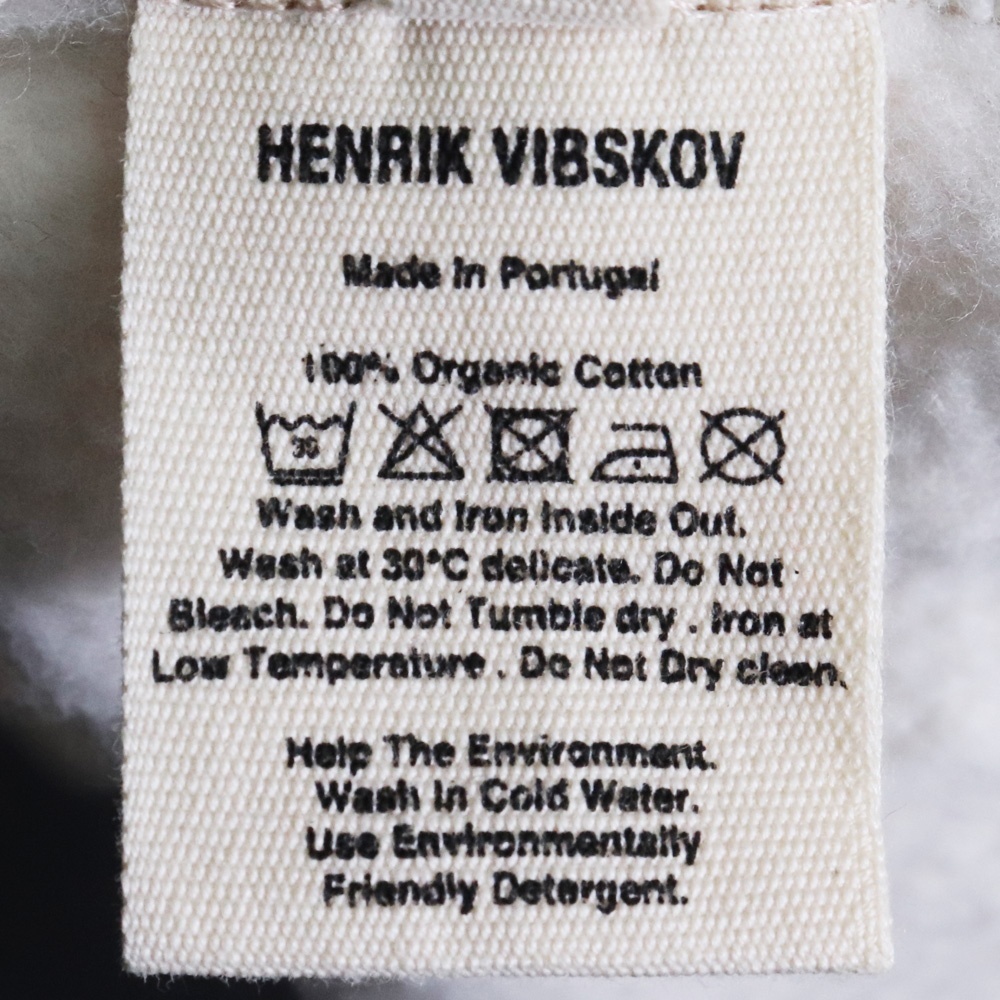 HENRIK VIBSKOV
Made in Portugal
100% Organic Cotton
30
Wash and Iron Inside Out.
Wash at 30°C delicate. Do Not
Bleach. Do Not Tumble dry . Iron at
Low Temperature . Do Not Dry clean.
Help The Environment.
Wash In Cold Water.
Use Environmentally
Friendly Detergent.